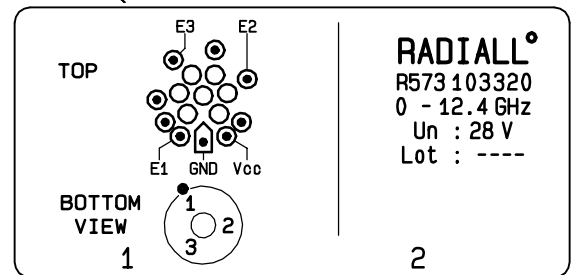 E3 E2
TOP
E1 GND Vcc
BOTTOM
VIEW
1
2
3
1
RADIALL°
R573 103320
0 - 12.4 GHz
Un : 28 V
Lot : ----
2